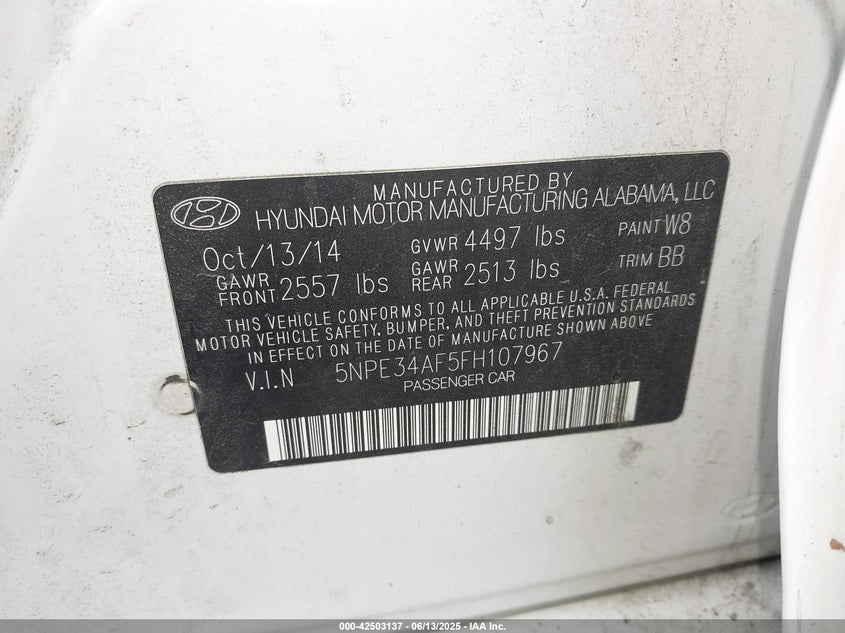 MANUFACTURED BY
HYUNDAI MOTOR MANUFACTURING ALABAMA, LLC
Oct/13/14 GVWR 4497 lbs PAINT W8
GAWR FRONT 2557 lbs GAWR REAR 2513 lbs TRIM BB
THIS VEHICLE CONFORMS TO ALL APPLICABLE U.S.A. FEDERAL
MOTOR VEHICLE SAFETY, BUMPER, AND THEFT PREVENTION STANDARDS
IN EFFECT ON THE DATE OF MANUFACTURE SHOWN ABOVE
V.I.N 5NPE34AF5FH107967
PASSENGER CAR
000-42503137 - 06/13/2025 - IAA Inc.